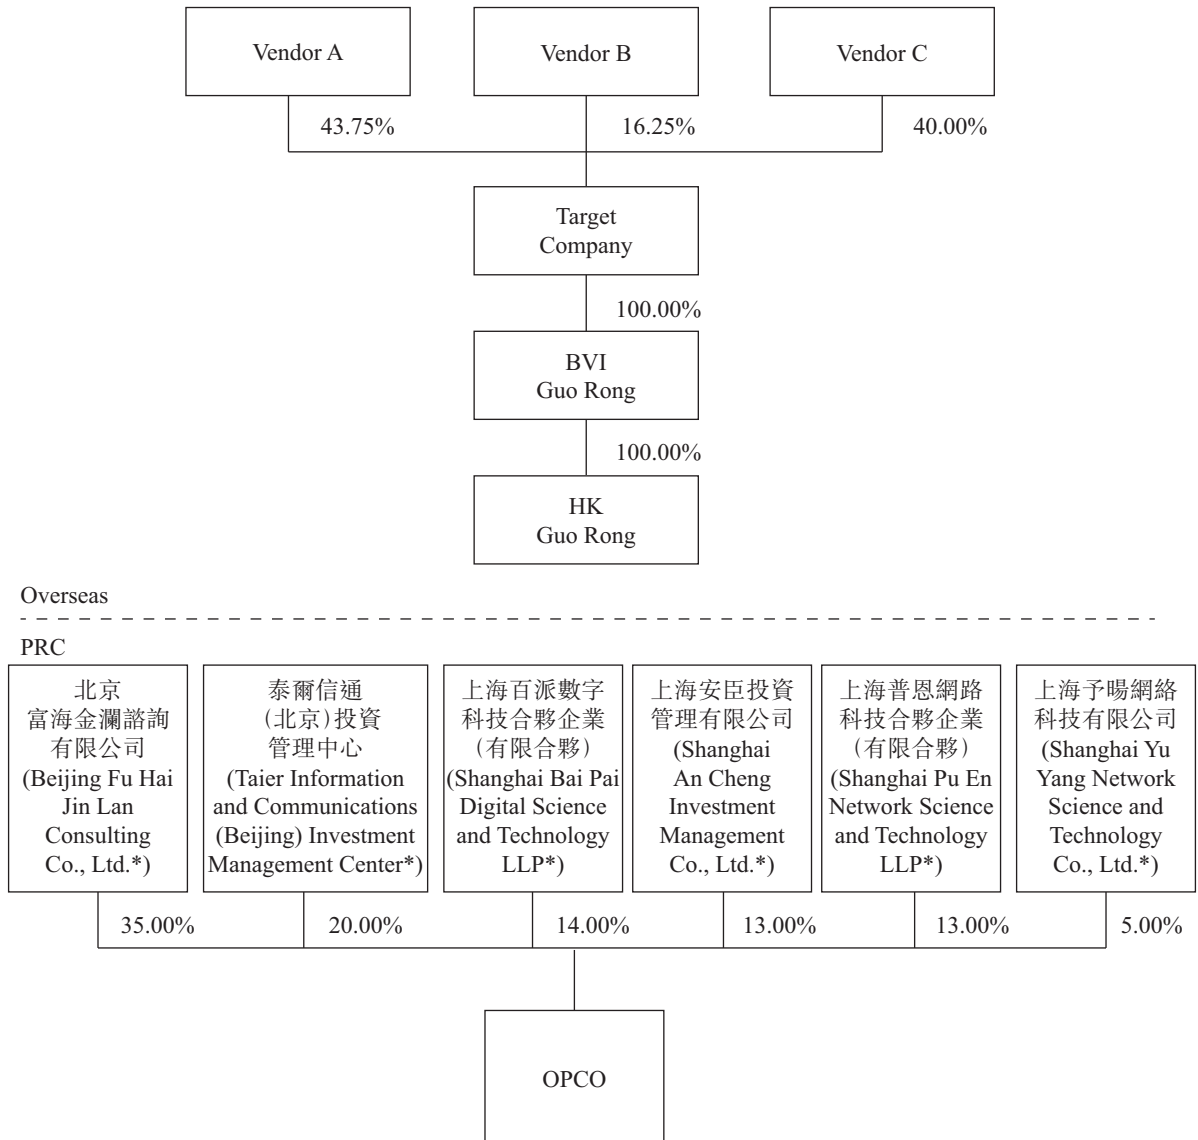 Vendor A
Vendor B
Vendor C
43.75%
16.25%
40.00%
Target
Company
100.00%
BVI
Guo Rong
100.00%
HK
Guo Rong
Overseas
PRC
北京
富海金瀾諮詢
有限公司
(Beijing Fu Hai
Jin Lan
Consulting
Co., Ltd.*)
泰爾信通
（北京）投資
管理中心
(Taier Information
and Communications
(Beijing) Investment
Management Center*)
上海百派數字
科技合夥企業
（有限合夥）
(Shanghai Bai Pai
Digital Science
and Technology
LLP*)
上海安臣投資
管理有限公司
(Shanghai
An Cheng
Investment
Management
Co., Ltd.*)
上海普恩網路
科技合夥企業
（有限合夥）
(Shanghai Pu En
Network Science
and Technology
LLP*)
上海予暘網絡
科技有限公司
(Shanghai Yu
Yang Network
Science and
Technology
Co., Ltd.*)
35.00%
20.00%
14.00%
13.00%
13.00%
5.00%
OPCO